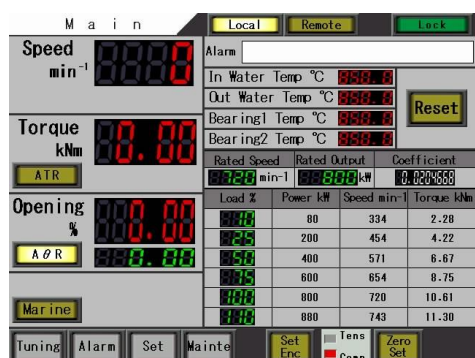 Main
Local Remote Lock
Speed
min⁻¹
0
Alarm
In Water Temp °C
Out Water Temp °C
Bearing1 Temp °C
Bearing2 Temp °C
Reset
Torque
kNm
0.00
ATR
Rated Speed Rated Output Coefficient
720 min-1 800 kW 0.0204668
Opening
%
0.00
AθR
0.00
Load % Power kW Speed min-1 Torque kNm
10 80 334 2.28
25 200 454 4.22
50 400 571 6.67
75 600 654 8.75
100 800 720 10.61
110 880 743 11.30
Marine
Tuning Alarm Set Mainte
Set
Enc
Tens
Comp
Zero
Set